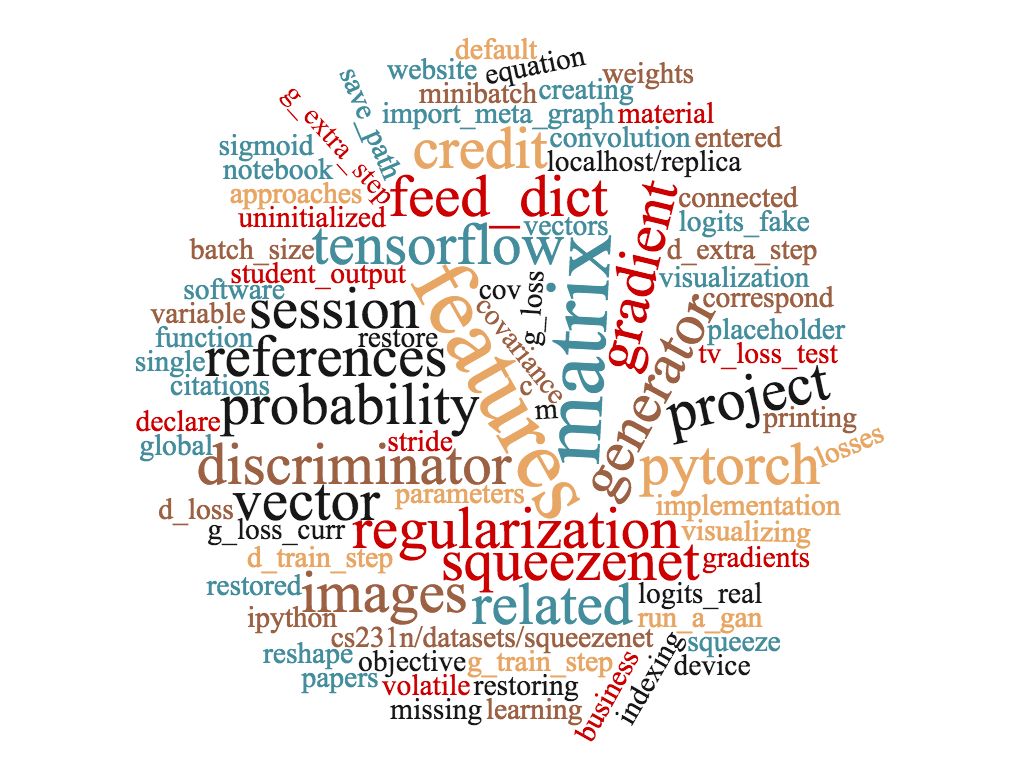 default
website
equation
weights
save_path
minibatch
creating
g_extra_step
import_meta_graph
material
sigmoid
credit
convolution
entered
notebook
localhost/replica
approaches
feed_dict
gradient
connected
uninitialized
vectors
logits_fake
batch_size
tensorflow
matrix
d_extra_step
student_output
features
cov
g_loss
visualization
software
covariance
generator
correspond
variable
session
placeholder
function
restore
single
references
tv_loss_test
citations
c
probability
m
project
declare
printing
global
stride
losses
discriminator
pytorch
d_loss
vector
parameters
implementation
g_loss_curr
regularization
visualizing
d_train_step
squeezenet
gradients
restored
images
related
logits_real
ipython
run_a_gan
cs231n/datasets/squeezenet
squeeze
reshape
objective
g_train_step
indexing
device
papers
volatile
restoring
business
missing
learning